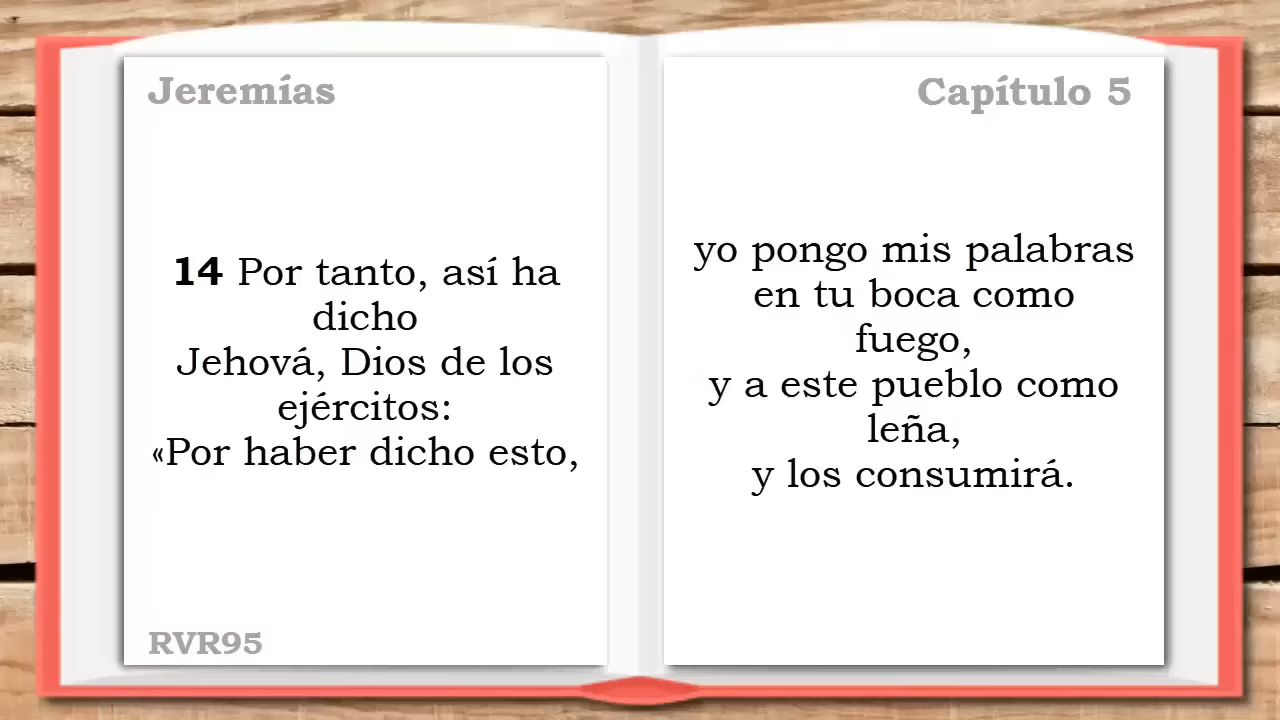 Jeremías
14 Por tanto, así ha
dicho
Jehová, Dios de los
ejércitos:
«Por haber dicho esto,
RVR95
Capítulo 5
yo pongo mis palabras
en tu boca como
fuego,
y a este pueblo como
leña,
y los consumirá.